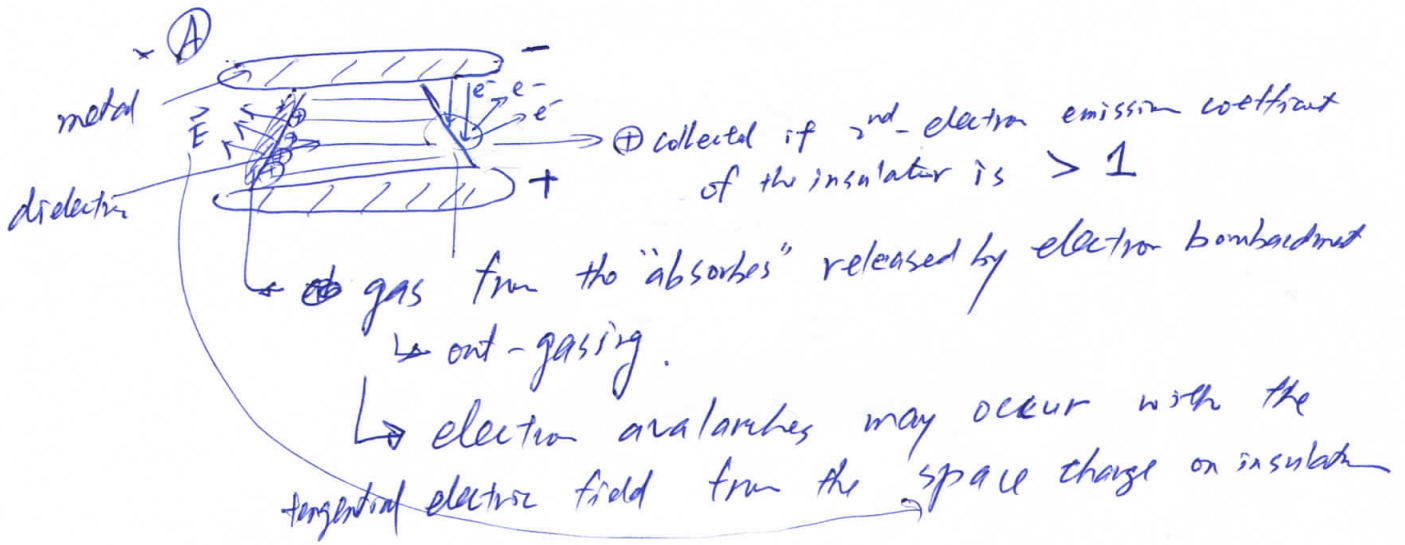 × Ⓐ
−
metal
e⁻ e⁻
e⁻
E⃗
⊕ collected if 2nd-electron emission coefficient
of the insulator is > 1
+
dielectric
gas from the "absorbes" released by electron bombardment
↳ out-gasing.
↳ electron avalanches may occur with the
tangential electric field from the space charge on insulator